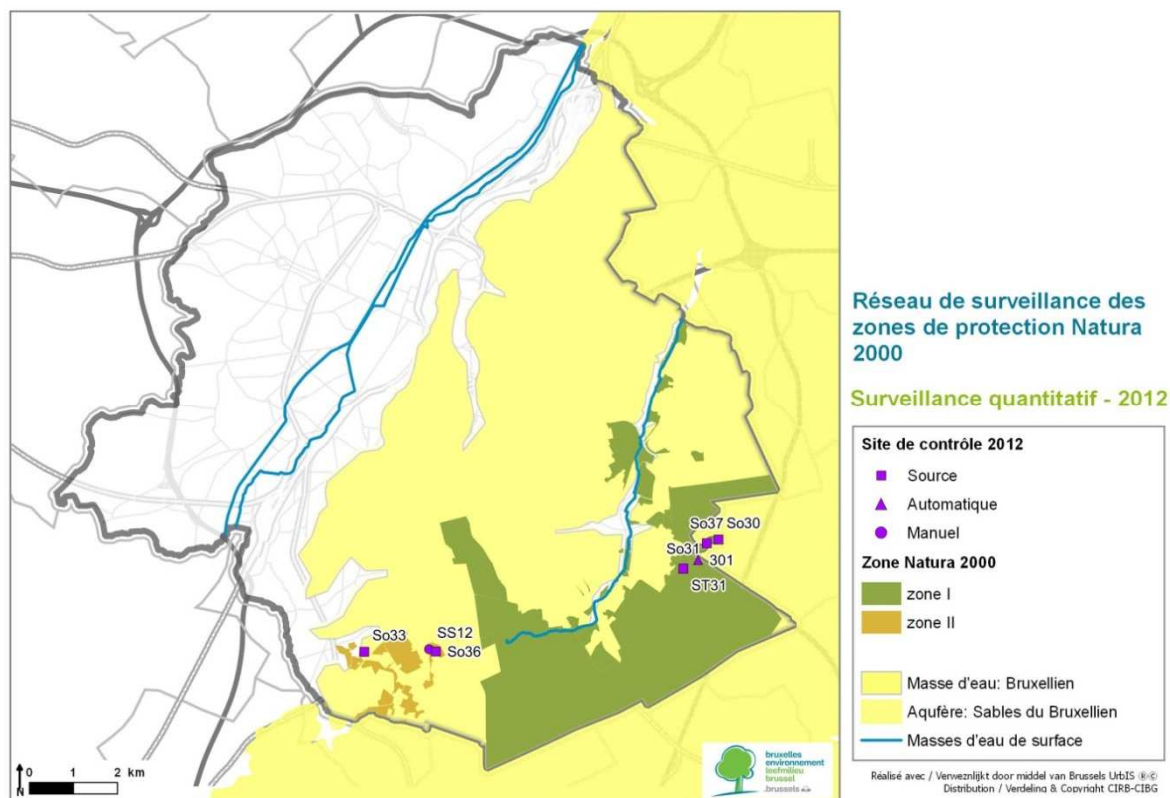 So37 So30
So31
301
ST31
So33
SS12
So36
0 1 2 km
N
bruxelles
environnement
leefmilieu
brussel
.brussels
Réseau de surveillance des
zones de protection Natura
2000
Surveillance quantitatif - 2012
Site de contrôle 2012
Source
Automatique
Manuel
Zone Natura 2000
zone I
zone II
Masse d'eau: Bruxellien
Aqufère: Sables du Bruxellien
Masses d'eau de surface
Réalisé avec / Verweznlijkt door middel van Brussels UrbIS ®©
Distribution / Verdeling & Copyright CIRB-CIBG